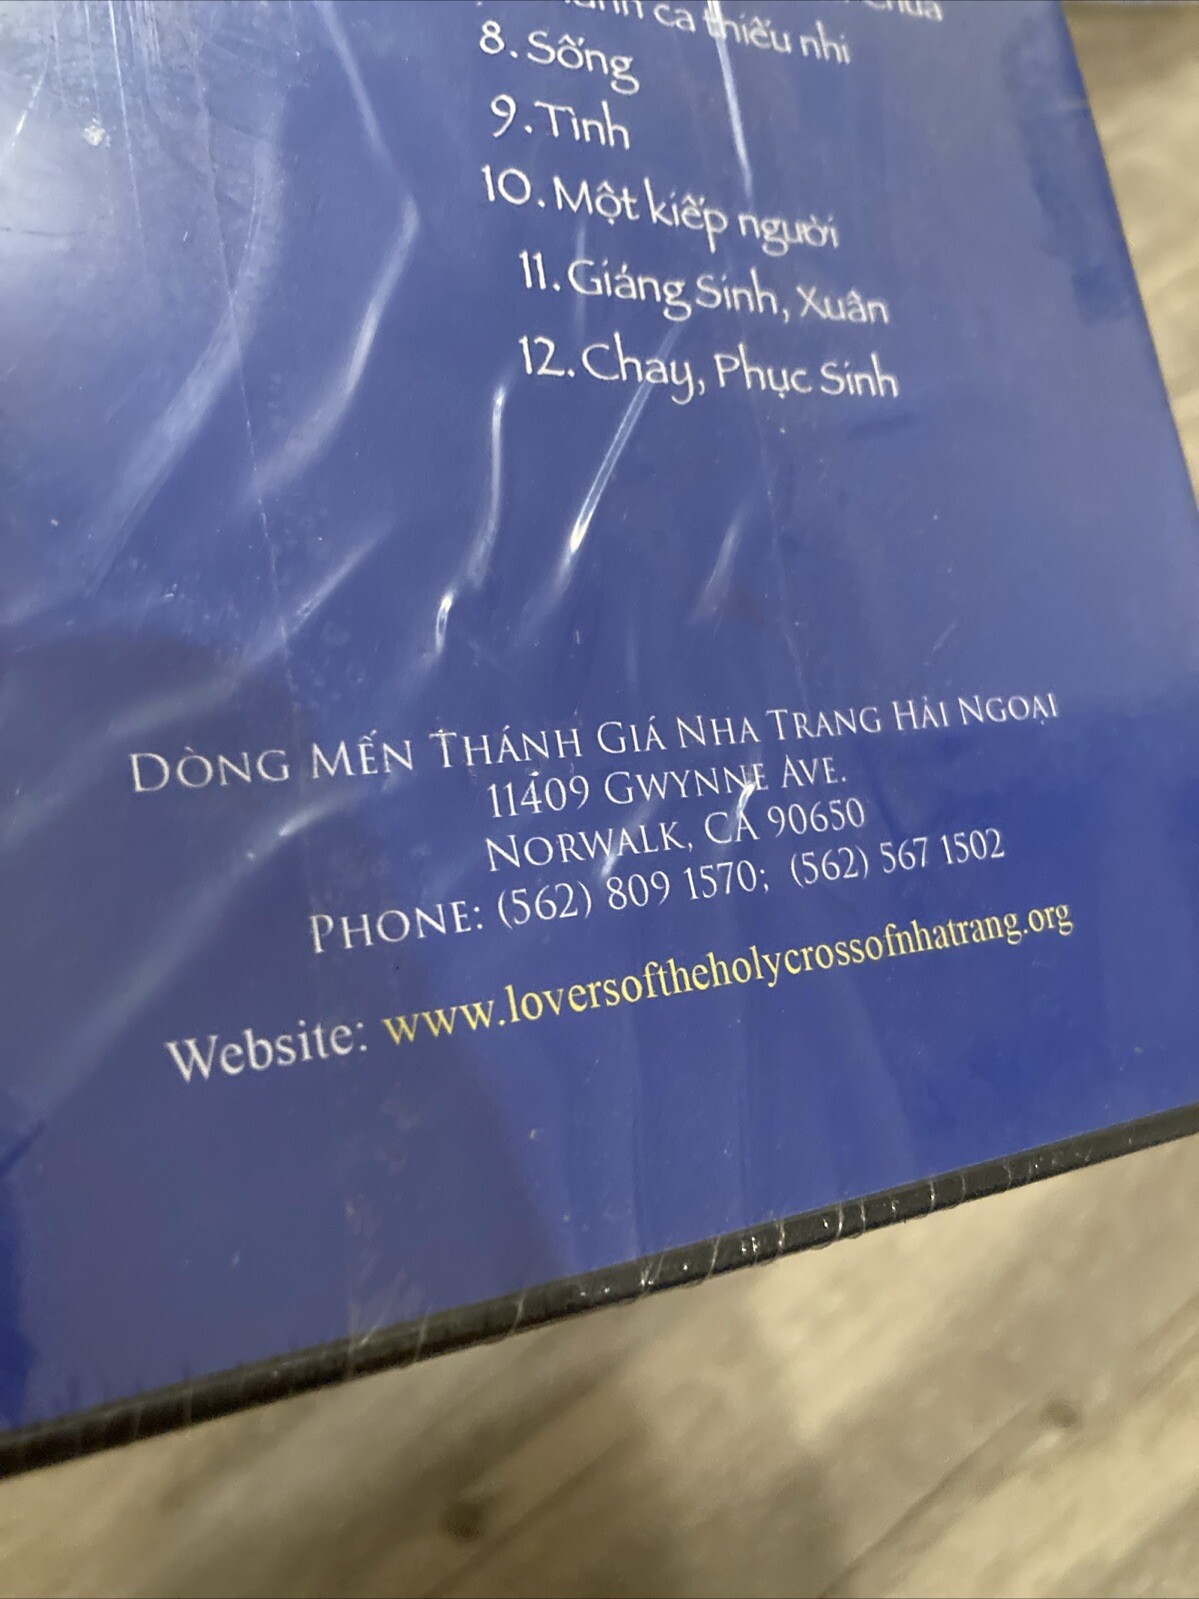 ca thiếu nhi
8. Sống
9. Tình
10. Một kiếp người
11. Giáng Sinh, Xuân
12. Chay, Phục Sinh
DÒNG MẾN THÁNH GIÁ NHA TRANG HẢI NGOẠI
11409 GWYNNE AVE.
NORWALK, CA 90650
PHONE: (562) 809 1570; (562) 567 1502
Website: www.loversoftheholycrossofnhatrang.org